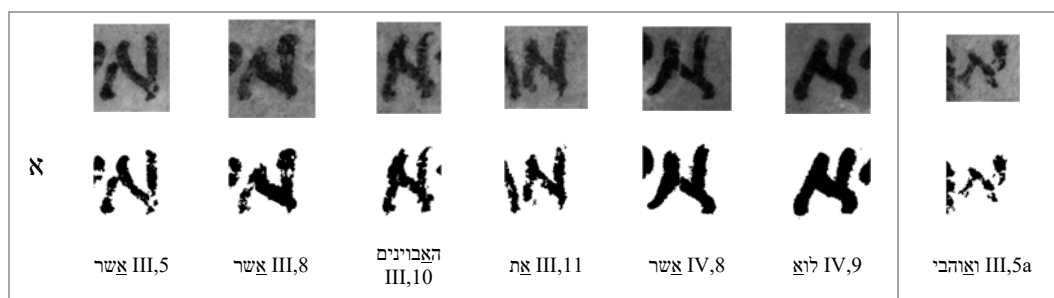 א
אשר III,5
אשר III,8
האבוינים
III,10
את III,11
אשר IV,8
לוא IV,9
ואוהבי III,5a